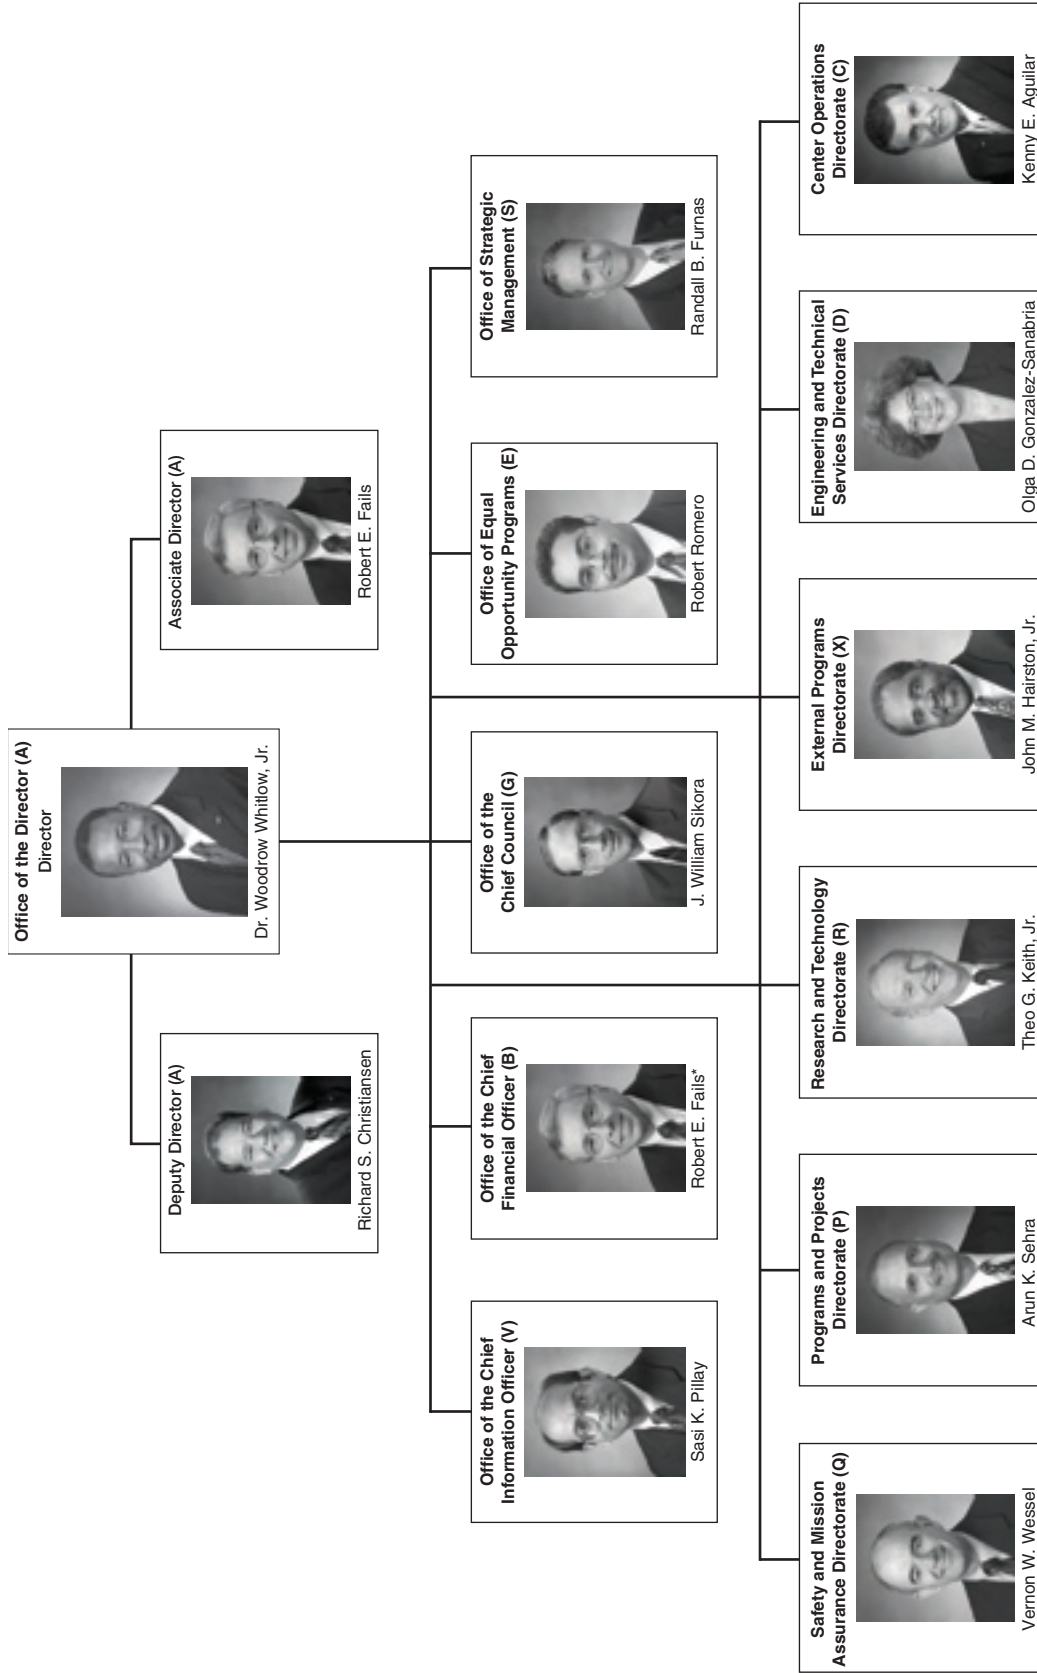 Office of the Director (A)
Director
Dr. Woodrow Whitlow, Jr.
Deputy Director (A)
Richard S. Christiansen
Associate Director (A)
Robert E. Fails
Office of the Chief
Information Officer (V)
Sasi K. Pillay
Office of the Chief
Financial Officer (B)
Robert E. Fails*
Office of the
Chief Council (G)
J. William Sikora
Office of Equal
Opportunity Programs (E)
Robert Romero
Office of Strategic
Management (S)
Randall B. Furnas
Safety and Mission
Assurance Directorate (Q)
Vernon W. Wessel
Programs and Projects
Directorate (P)
Arun K. Sehra
Research and Technology
Directorate (R)
Theo G. Keith, Jr.
External Programs
Directorate (X)
John M. Hairston, Jr.
Engineering and Technical
Services Directorate (D)
Olga D. Gonzalez-Sanabria
Center Operations
Directorate (C)
Kenny E. Aguilar